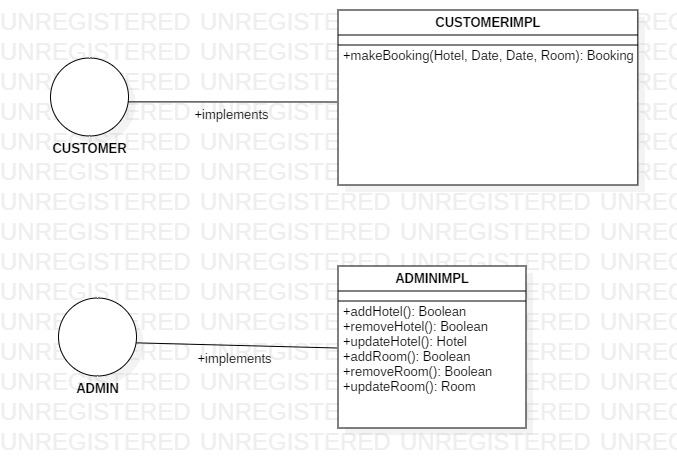 CUSTOMERIMPL
+makeBooking(Hotel, Date, Date, Room): Booking
+implements
CUSTOMER
ADMINIMPL
+addHotel(): Boolean
+removeHotel(): Boolean
+updateHotel(): Hotel
+addRoom(): Boolean
+removeRoom(): Boolean
+updateRoom(): Room
+implements
ADMIN
UNREGISTERED